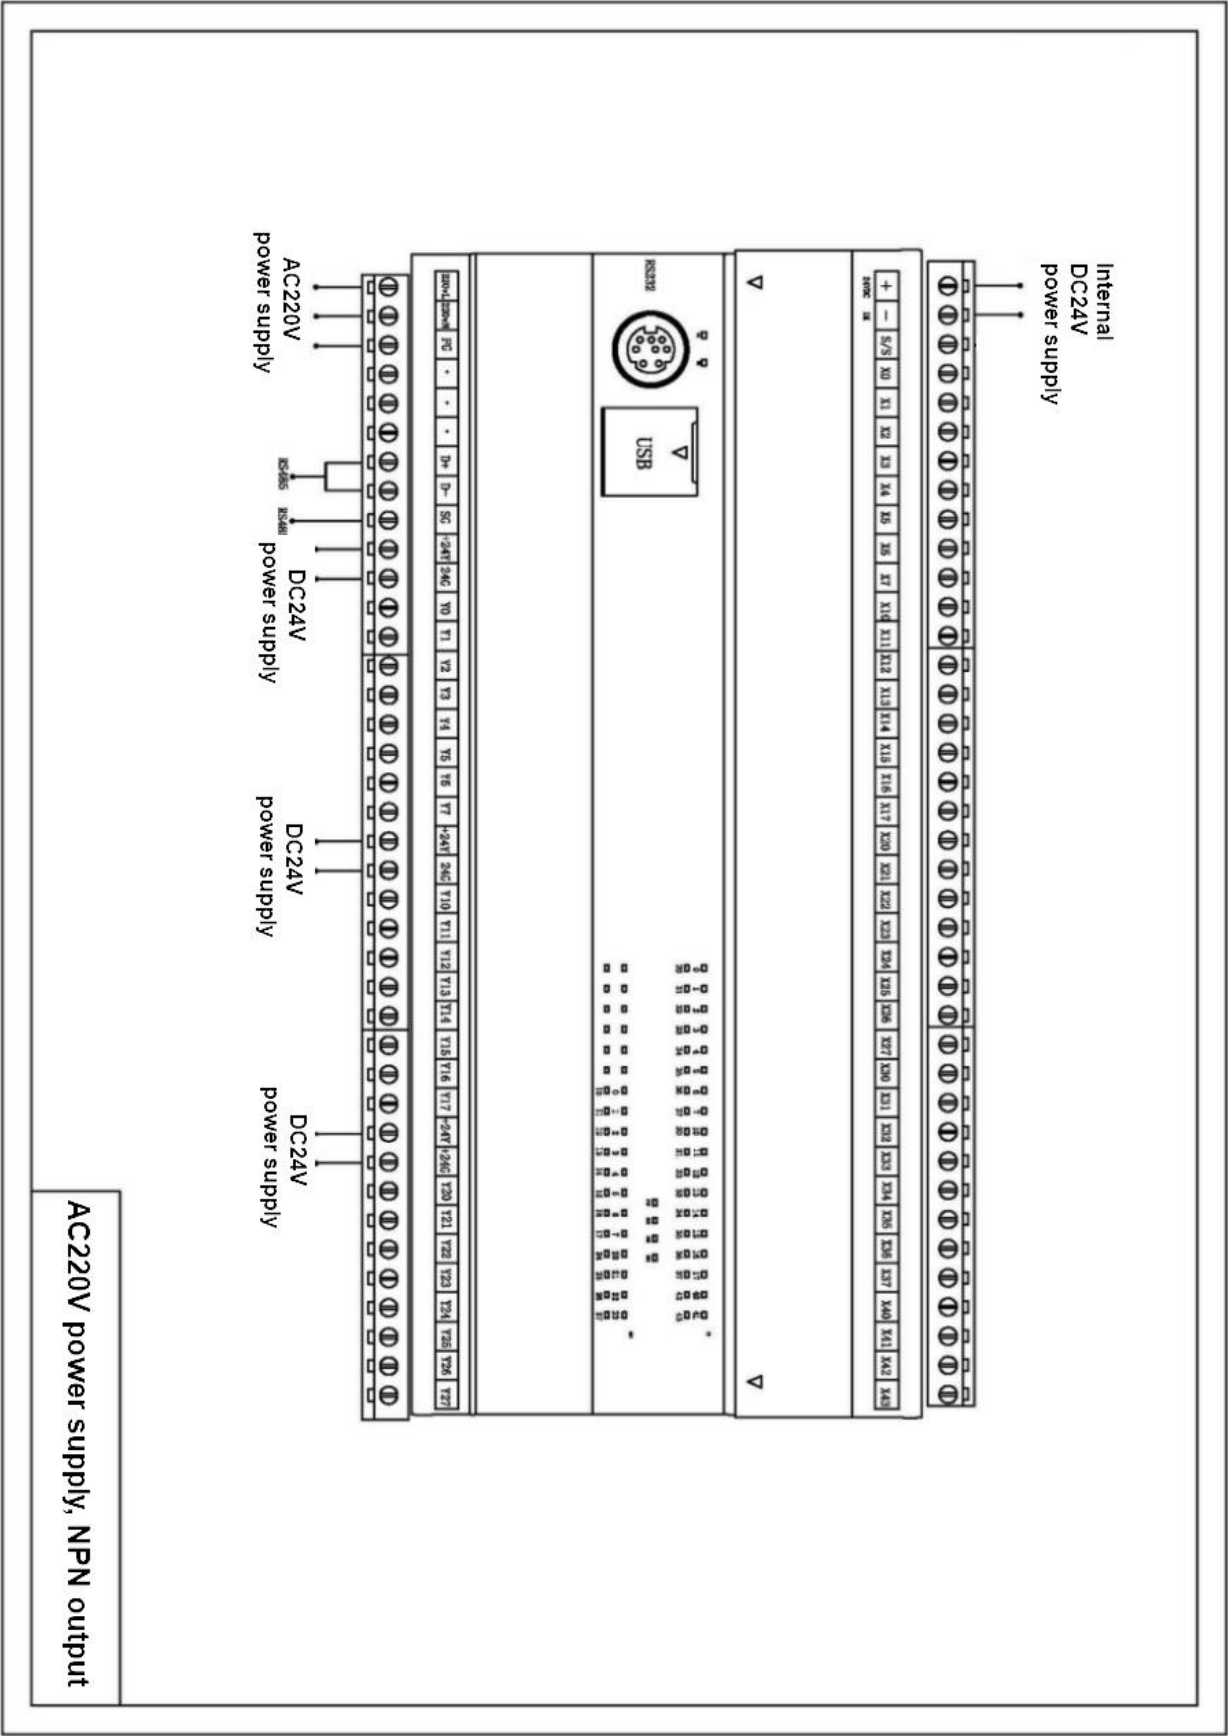 Internal
DC24V
power supply
+
−
S/S
X0
X1
X2
X3
X4
X5
X6
X7
X10
X11
X12
X13
X14
X15
X16
X17
X20
X21
X22
X23
X24
X25
X26
X27
X30
X31
X32
X33
X34
X35
X36
X37
X40
X41
X42
X43
24VDC
RS232
USB
FG
•
•
•
D+
D-
SG
+24V
24G
Y0
Y1
Y2
Y3
Y4
Y5
Y6
Y7
+24V
24G
Y10
Y11
Y12
Y13
Y14
Y15
Y16
Y17
+24V
+24G
Y20
Y21
Y22
Y23
Y24
Y25
Y26
Y27
AC220V
power supply
RS485
DC24V
power supply
DC24V
power supply
DC24V
power supply
AC220V power supply, NPN output